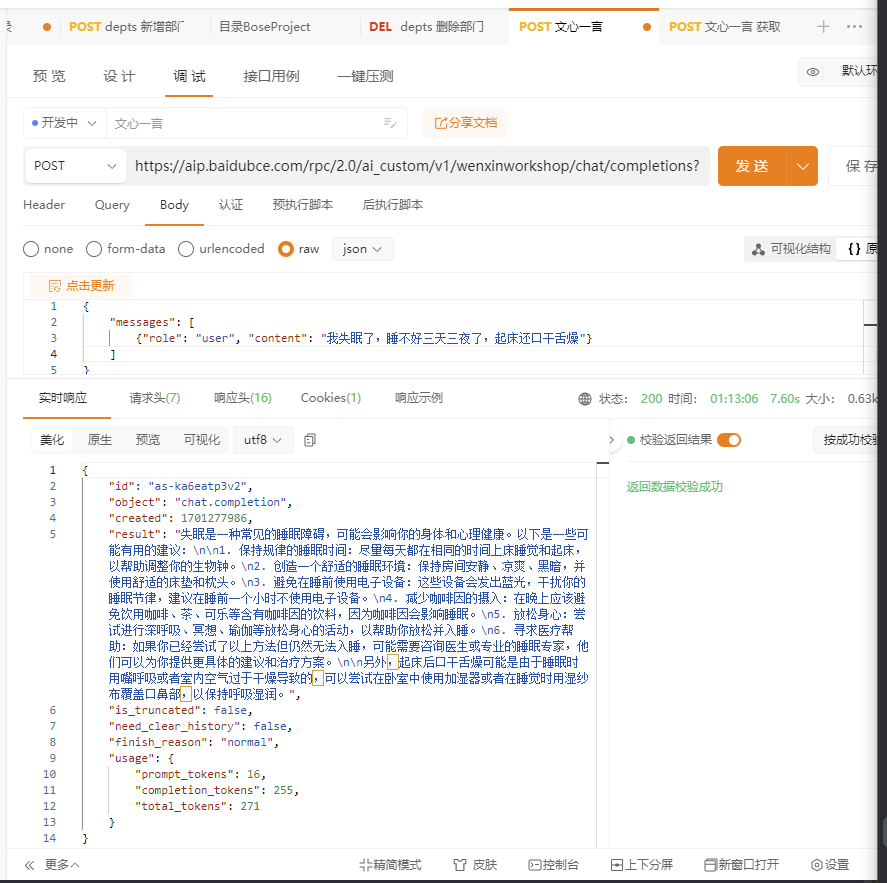 录 POST depts 新增部门 目录BoseProject DEL depts 删除部门 POST 文心一言 POST 文心一言 获取
预 览 设 计 调 试 接口用例 一键压测 默认环
开发中 文心一言 分享文档
POST https://aip.baidubce.com/rpc/2.0/ai_custom/v1/wenxinworkshop/chat/completions? 发 送 保 存
Header Query Body 认证 预执行脚本 后执行脚本
none form-data urlencoded raw json 可视化结构 {} 原
点击更新
1 {
2 "messages": [
3 {"role": "user", "content": "我失眠了，睡不好三天三夜了，起床还口干舌燥"}
4 ]
5 }
实时响应 请求头(7) 响应头(16) Cookies(1) 响应示例 状态: 200 时间: 01:13:06 7.60s 大小: 0.63k
美化 原生 预览 可视化 utf8 校验返回结果 按成功校验
返回数据校验成功
1 {
2 "id": "as-ka6eatp3v2",
3 "object": "chat.completion",
4 "created": 1701277986,
5 "result": "失眠是一种常见的睡眠障碍，可能会影响你的身体和心理健康。以下是一些可
能有用的建议：\n\n1. 保持规律的睡眠时间：尽量每天都在相同的时间上床睡觉和起床，
以帮助调整你的生物钟。\n2. 创造一个舒适的睡眠环境：保持房间安静、凉爽、黑暗，并
使用舒适的床垫和枕头。\n3. 避免在睡前使用电子设备：这些设备会发出蓝光，干扰你的
睡眠节律，建议在睡前一个小时不使用电子设备。\n4. 减少咖啡因的摄入：在晚上应该避
免饮用咖啡、茶、可乐等含有咖啡因的饮料，因为咖啡因会影响睡眠。\n5. 放松身心：尝
试进行深呼吸、冥想、瑜伽等放松身心的活动，以帮助你放松并入睡。\n6. 寻求医疗帮
助：如果你已经尝试了以上方法但仍然无法入睡，可能需要咨询医生或专业的睡眠专家，他
们可以为你提供更具体的建议和治疗方案。\n\n另外，起床后口干舌燥可能是由于睡眠时
用嘴呼吸或者室内空气过于干燥导致的，可以尝试在卧室中使用加湿器或者在睡觉时用湿纱
布覆盖口鼻部，以保持呼吸湿润。",
6 "is_truncated": false,
7 "need_clear_history": false,
8 "finish_reason": "normal",
9 "usage": {
10 "prompt_tokens": 16,
11 "completion_tokens": 255,
12 "total_tokens": 271
13 }
14 }
更多 精简模式 皮肤 控制台 上下分屏 新窗口打开 设置